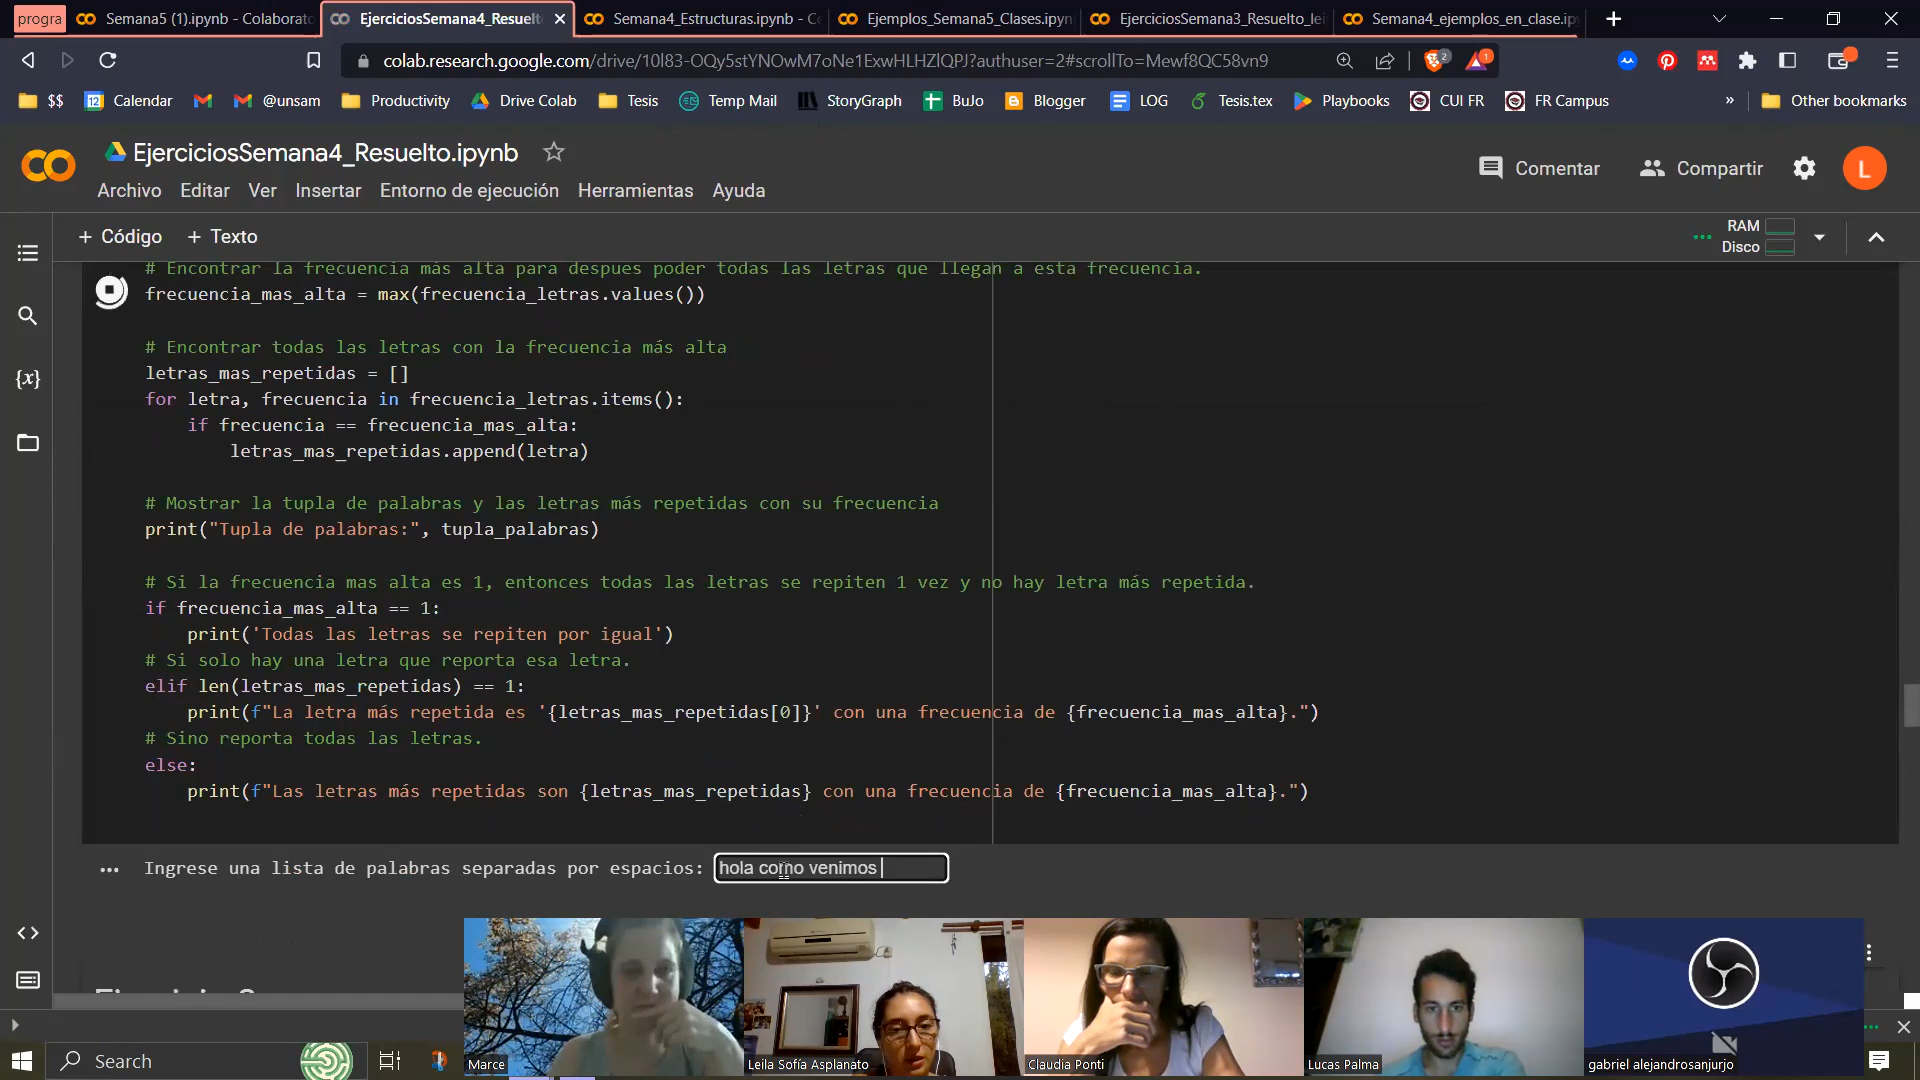 progra
Semana5 (1).ipynb - Colaborato
EjerciciosSemana4_Resuelt
Semana4_Estructuras.ipynb - C
Ejemplos_Semana5_Clases.ipyn
EjerciciosSemana3_Resuelto_lei
Semana4_ejemplos_en_clase.ip
colab.research.google.com/drive/10l83-OQy5stYNOwM7oNe1ExwHLHZlQPJ?authuser=2#scrollTo=Mewf8QC58vn9
2
1
$$
12
Calendar
@unsam
Productivity
Drive Colab
Tesis
Temp Mail
StoryGraph
BuJo
Blogger
LOG
Tesis.tex
Playbooks
CUI FR
FR Campus
»
Other bookmarks
EjerciciosSemana4_Resuelto.ipynb
Comentar
Compartir
L
Archivo
Editar
Ver
Insertar
Entorno de ejecución
Herramientas
Ayuda
+ Código
+ Texto
RAM
Disco
# Encontrar la frecuencia más alta para despues poder todas las letras que llegan a esta frecuencia.
frecuencia_mas_alta = max(frecuencia_letras.values())
# Encontrar todas las letras con la frecuencia más alta
letras_mas_repetidas = []
for letra, frecuencia in frecuencia_letras.items():
if frecuencia == frecuencia_mas_alta:
letras_mas_repetidas.append(letra)
# Mostrar la tupla de palabras y las letras más repetidas con su frecuencia
print("Tupla de palabras:", tupla_palabras)
# Si la frecuencia mas alta es 1, entonces todas las letras se repiten 1 vez y no hay letra más repetida.
if frecuencia_mas_alta == 1:
print('Todas las letras se repiten por igual')
# Si solo hay una letra que reporta esa letra.
elif len(letras_mas_repetidas) == 1:
print(f"La letra más repetida es '{letras_mas_repetidas[0]}' con una frecuencia de {frecuencia_mas_alta}.")
# Sino reporta todas las letras.
else:
print(f"Las letras más repetidas son {letras_mas_repetidas} con una frecuencia de {frecuencia_mas_alta}.")
Ingrese una lista de palabras separadas por espacios: hola como venimos
{x}
<>
Search
Marce
Leila Sofía Asplanato
Claudia Ponti
Lucas Palma
gabriel alejandrosanjurjo